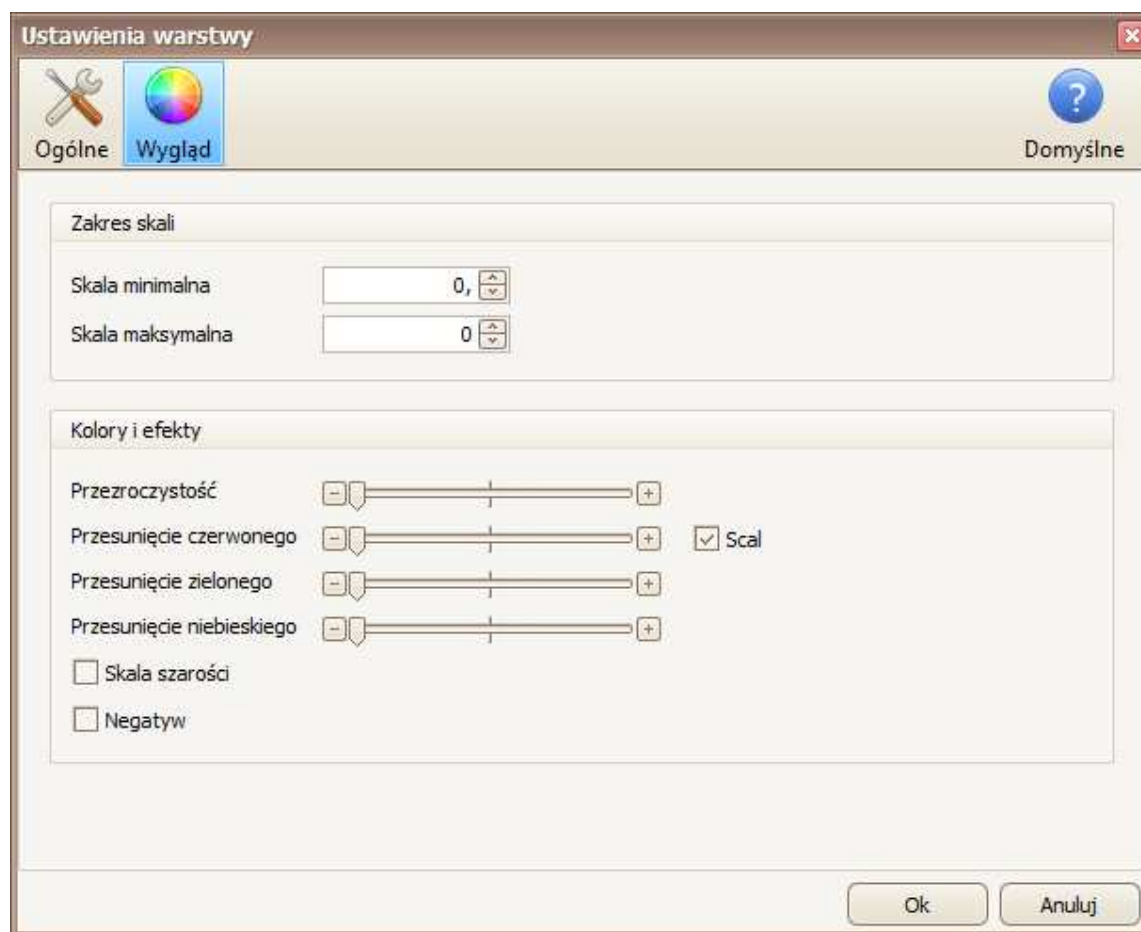 Ustawienia warstwy
Ogólne Wygląd Domyślne
Zakres skali
Skala minimalna 0,
Skala maksymalna 0
Kolory i efekty
Przezroczystość
Przesunięcie czerwonego Scal
Przesunięcie zielonego
Przesunięcie niebieskiego
Skala szarości
Negatyw
Ok Anuluj